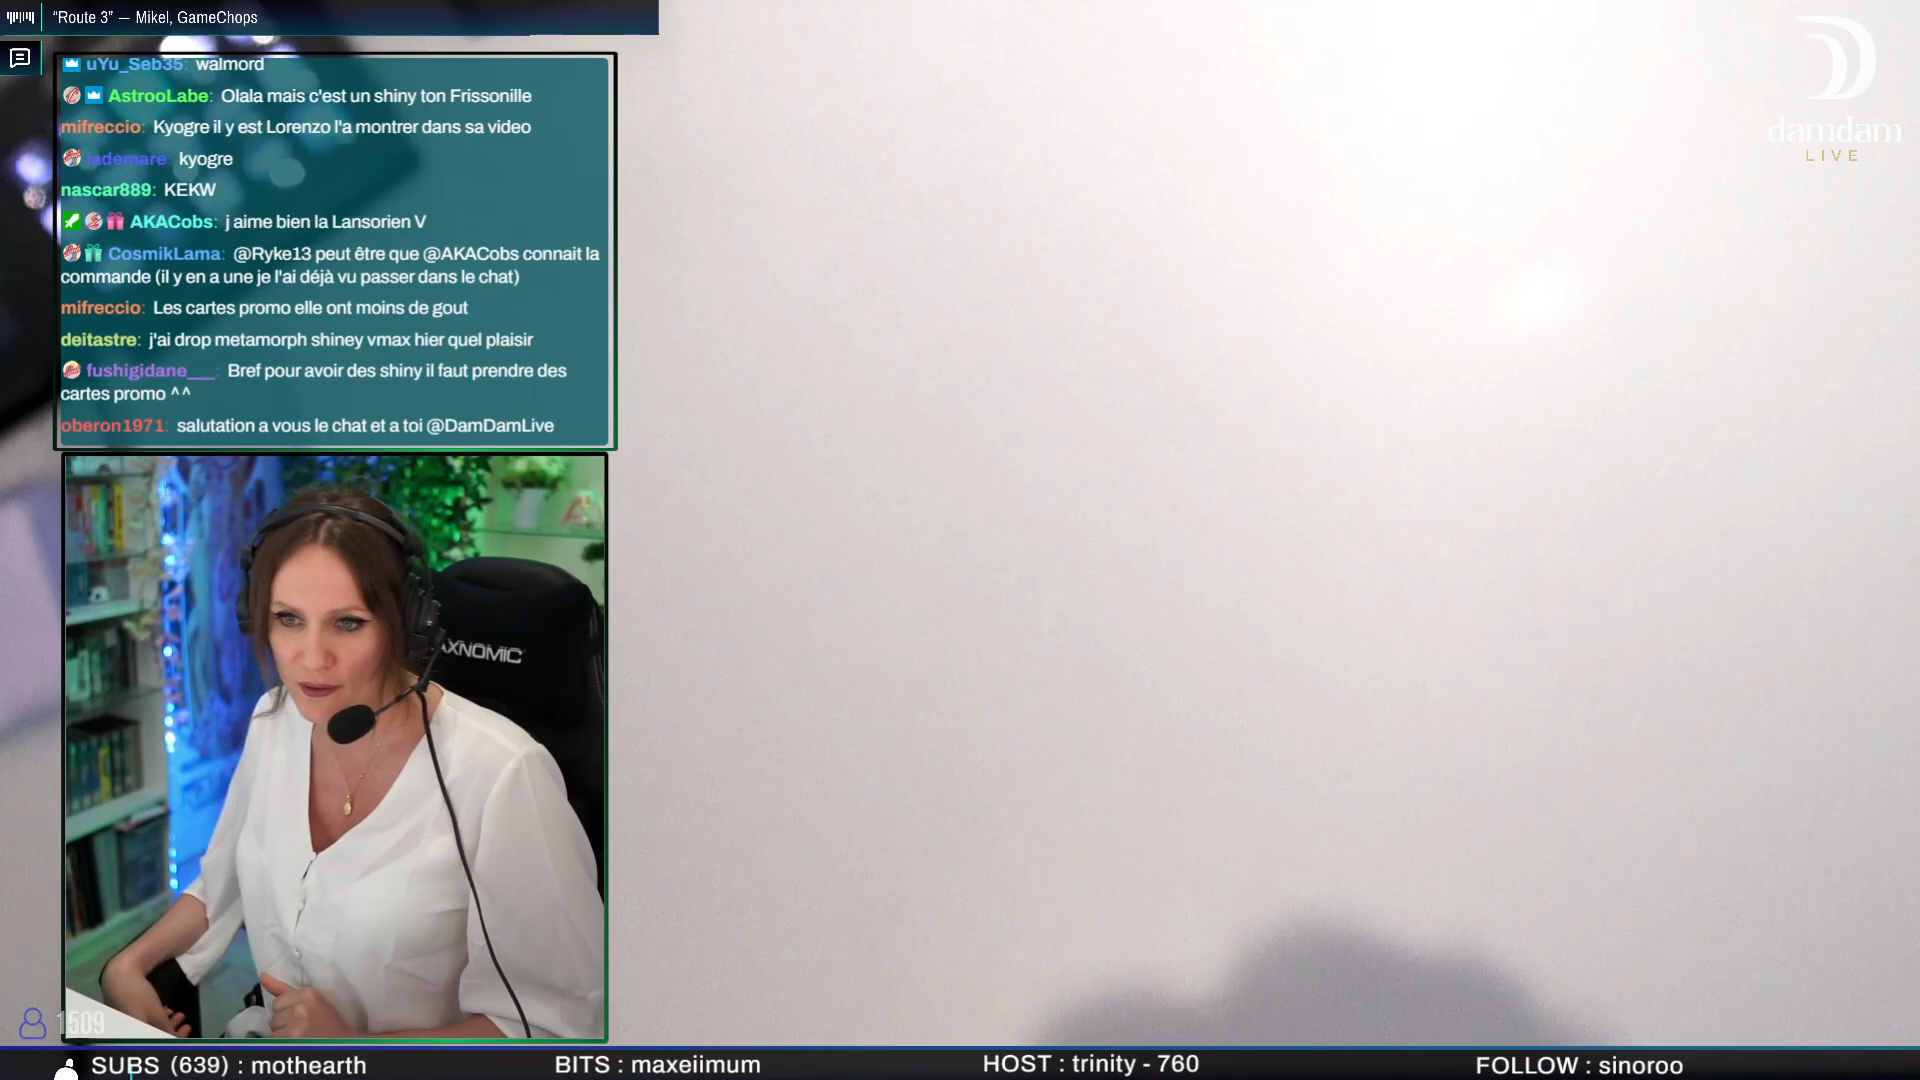 “Route 3” — Mikel, GameChops
uYu_Seb35: walmord
AstrooLabe: Olala mais c'est un shiny ton Frissonille
mifreccio: Kyogre il y est Lorenzo l'a montrer dans sa video
lademare: kyogre
nascar889: KEKW
AKACobs: j aime bien la Lansorien V
CosmikLama: @Ryke13 peut être que @AKACobs connait la
commande (il y en a une je l'ai déjà vu passer dans le chat)
mifreccio: Les cartes promo elle ont moins de gout
deitastre: j'ai drop metamorph shiney vmax hier quel plaisir
fushigidane___: Bref pour avoir des shiny il faut prendre des
cartes promo ^^
oberon1971: salutation a vous le chat et a toi @DamDamLive
damdam
LIVE
AXNOMIC
1509
SUBS (639) : mothearth
BITS : maxeiimum
HOST : trinity - 760
FOLLOW : sinoroo